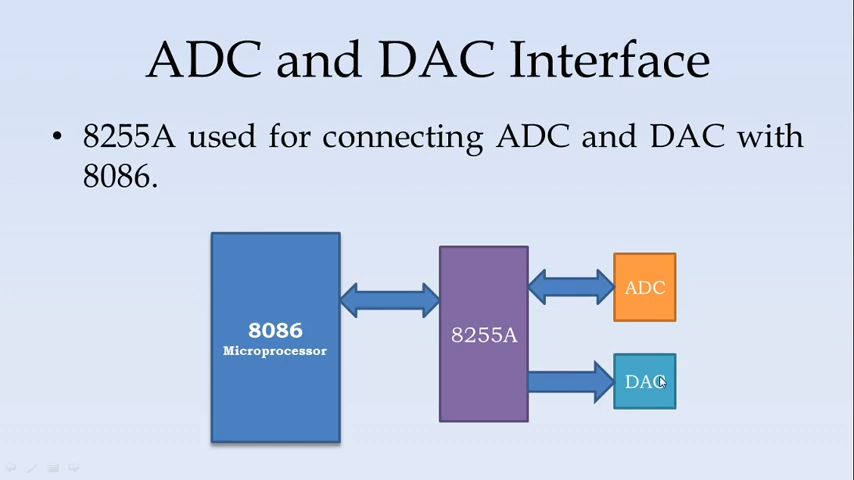 ADC and DAC Interface
• 8255A used for connecting ADC and DAC with
8086.
8086
Microprocessor
8255A
ADC
DAC